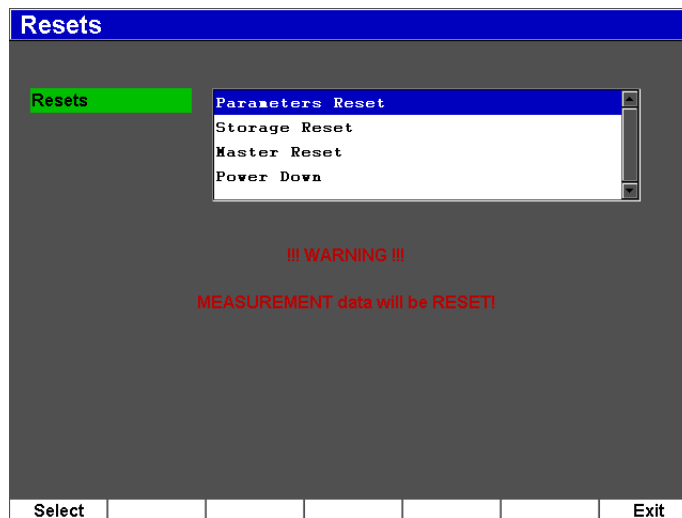 Resets
Resets
Parameters Reset
Storage Reset
Master Reset
Power Down
!!! WARNING !!!
MEASUREMENT data will be RESET!
Select
Exit